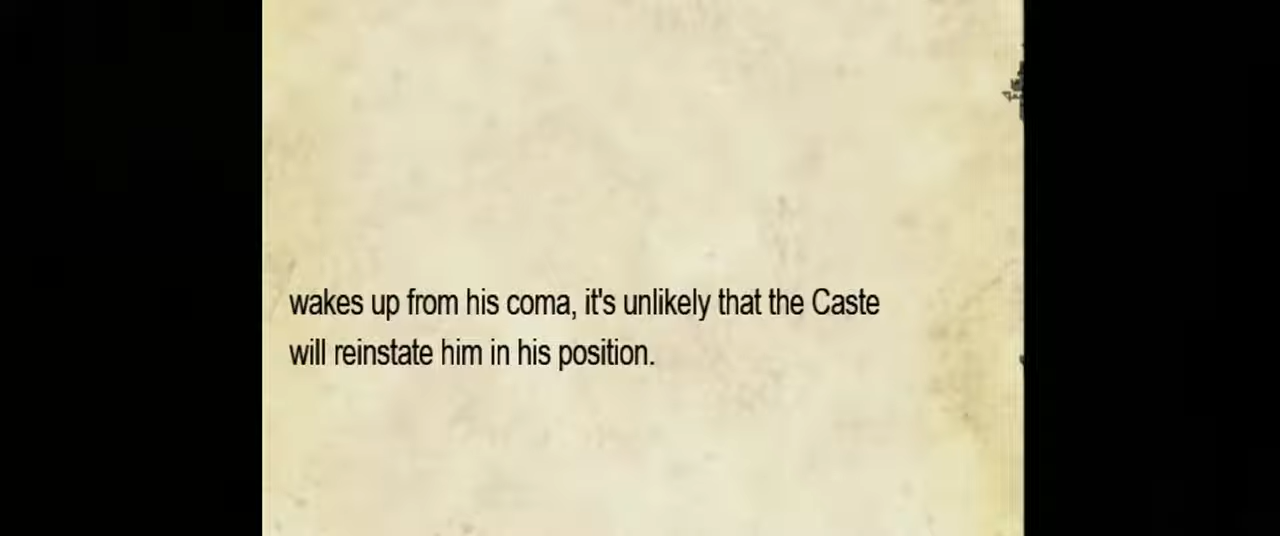 wakes up from his coma, it's unlikely that the Caste
will reinstate him in his position.